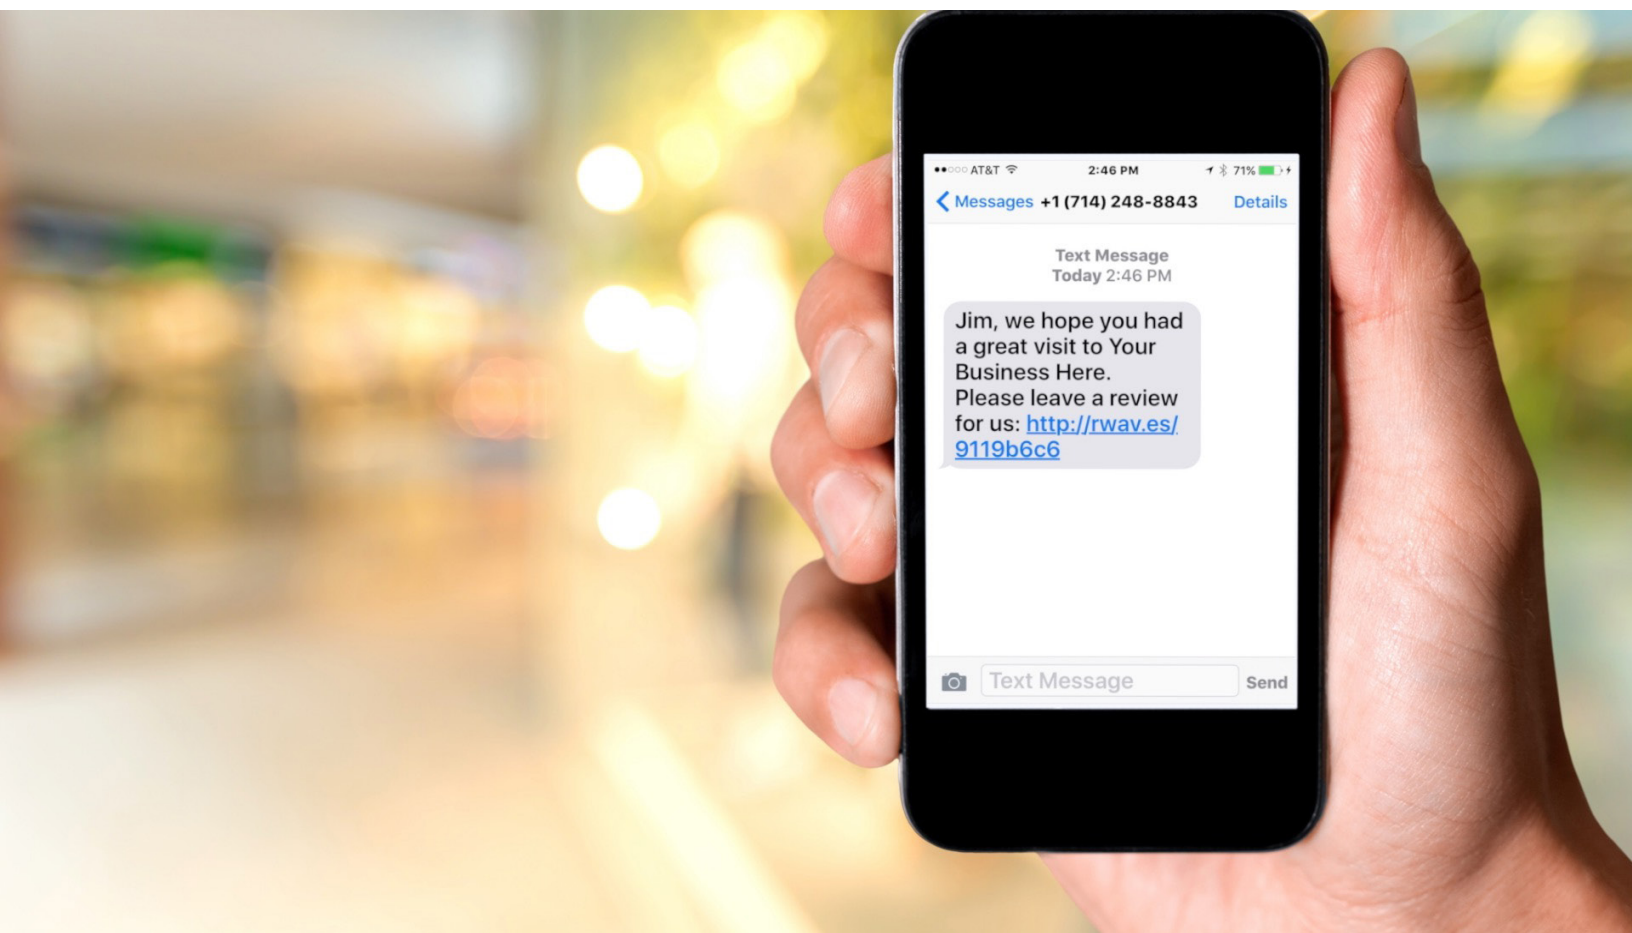 AT&T 2:46 PM 71%
Messages +1 (714) 248-8843 Details
Text Message
Today 2:46 PM
Jim, we hope you had
a great visit to Your
Business Here.
Please leave a review
for us: http://rwav.es/
9119b6c6
Text Message Send